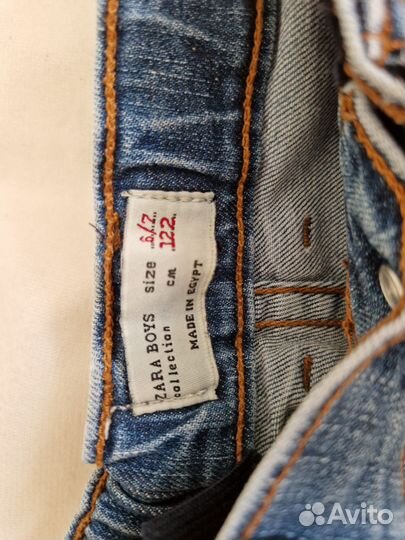 ZARA BOYS
collection
size 6/7
cm 122
MADE IN EGYPT
Avito